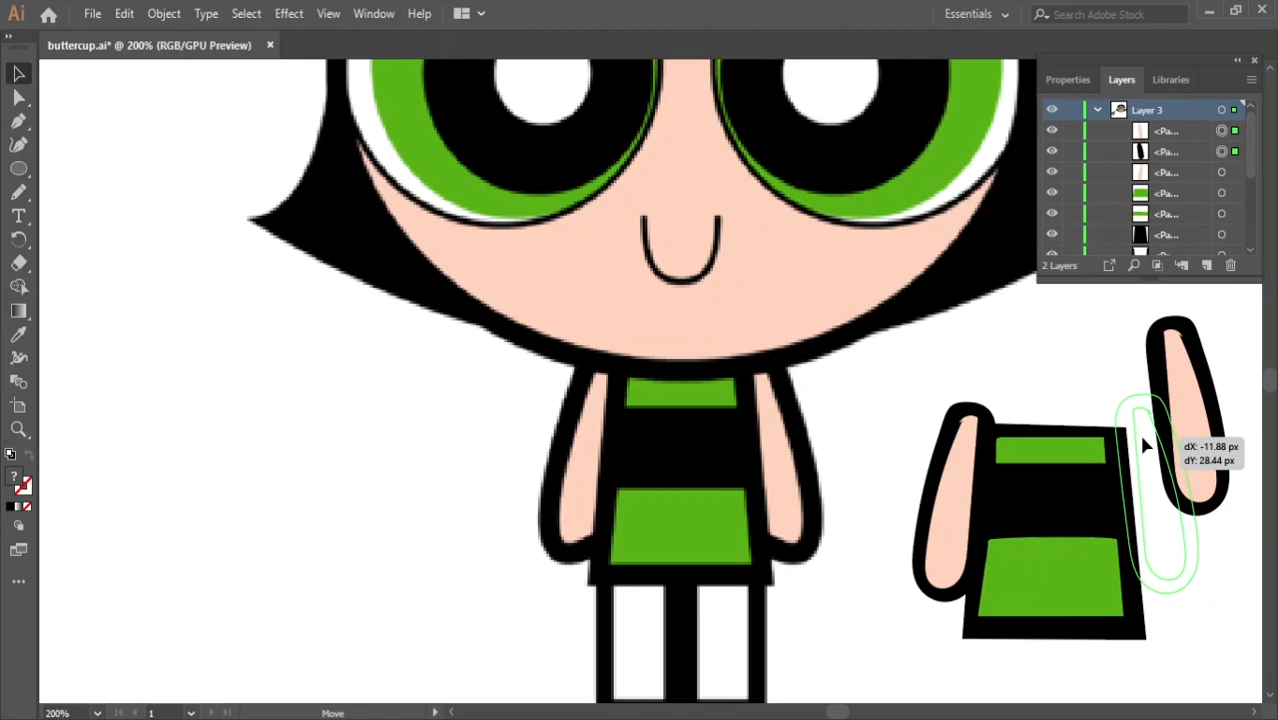 Ai File Edit Object Type Select Effect View Window Help Essentials Search Adobe Stock
buttercup.ai* @ 200% (RGB/GPU Preview) ×
Properties Layers Libraries
Layer 3
<Pa...
<Pa...
<Pa...
<Pa...
<Pa...
<Pa...
2 Layers
T
dX: -11.88 px
dY: 28.44 px
?
200% 1 Move